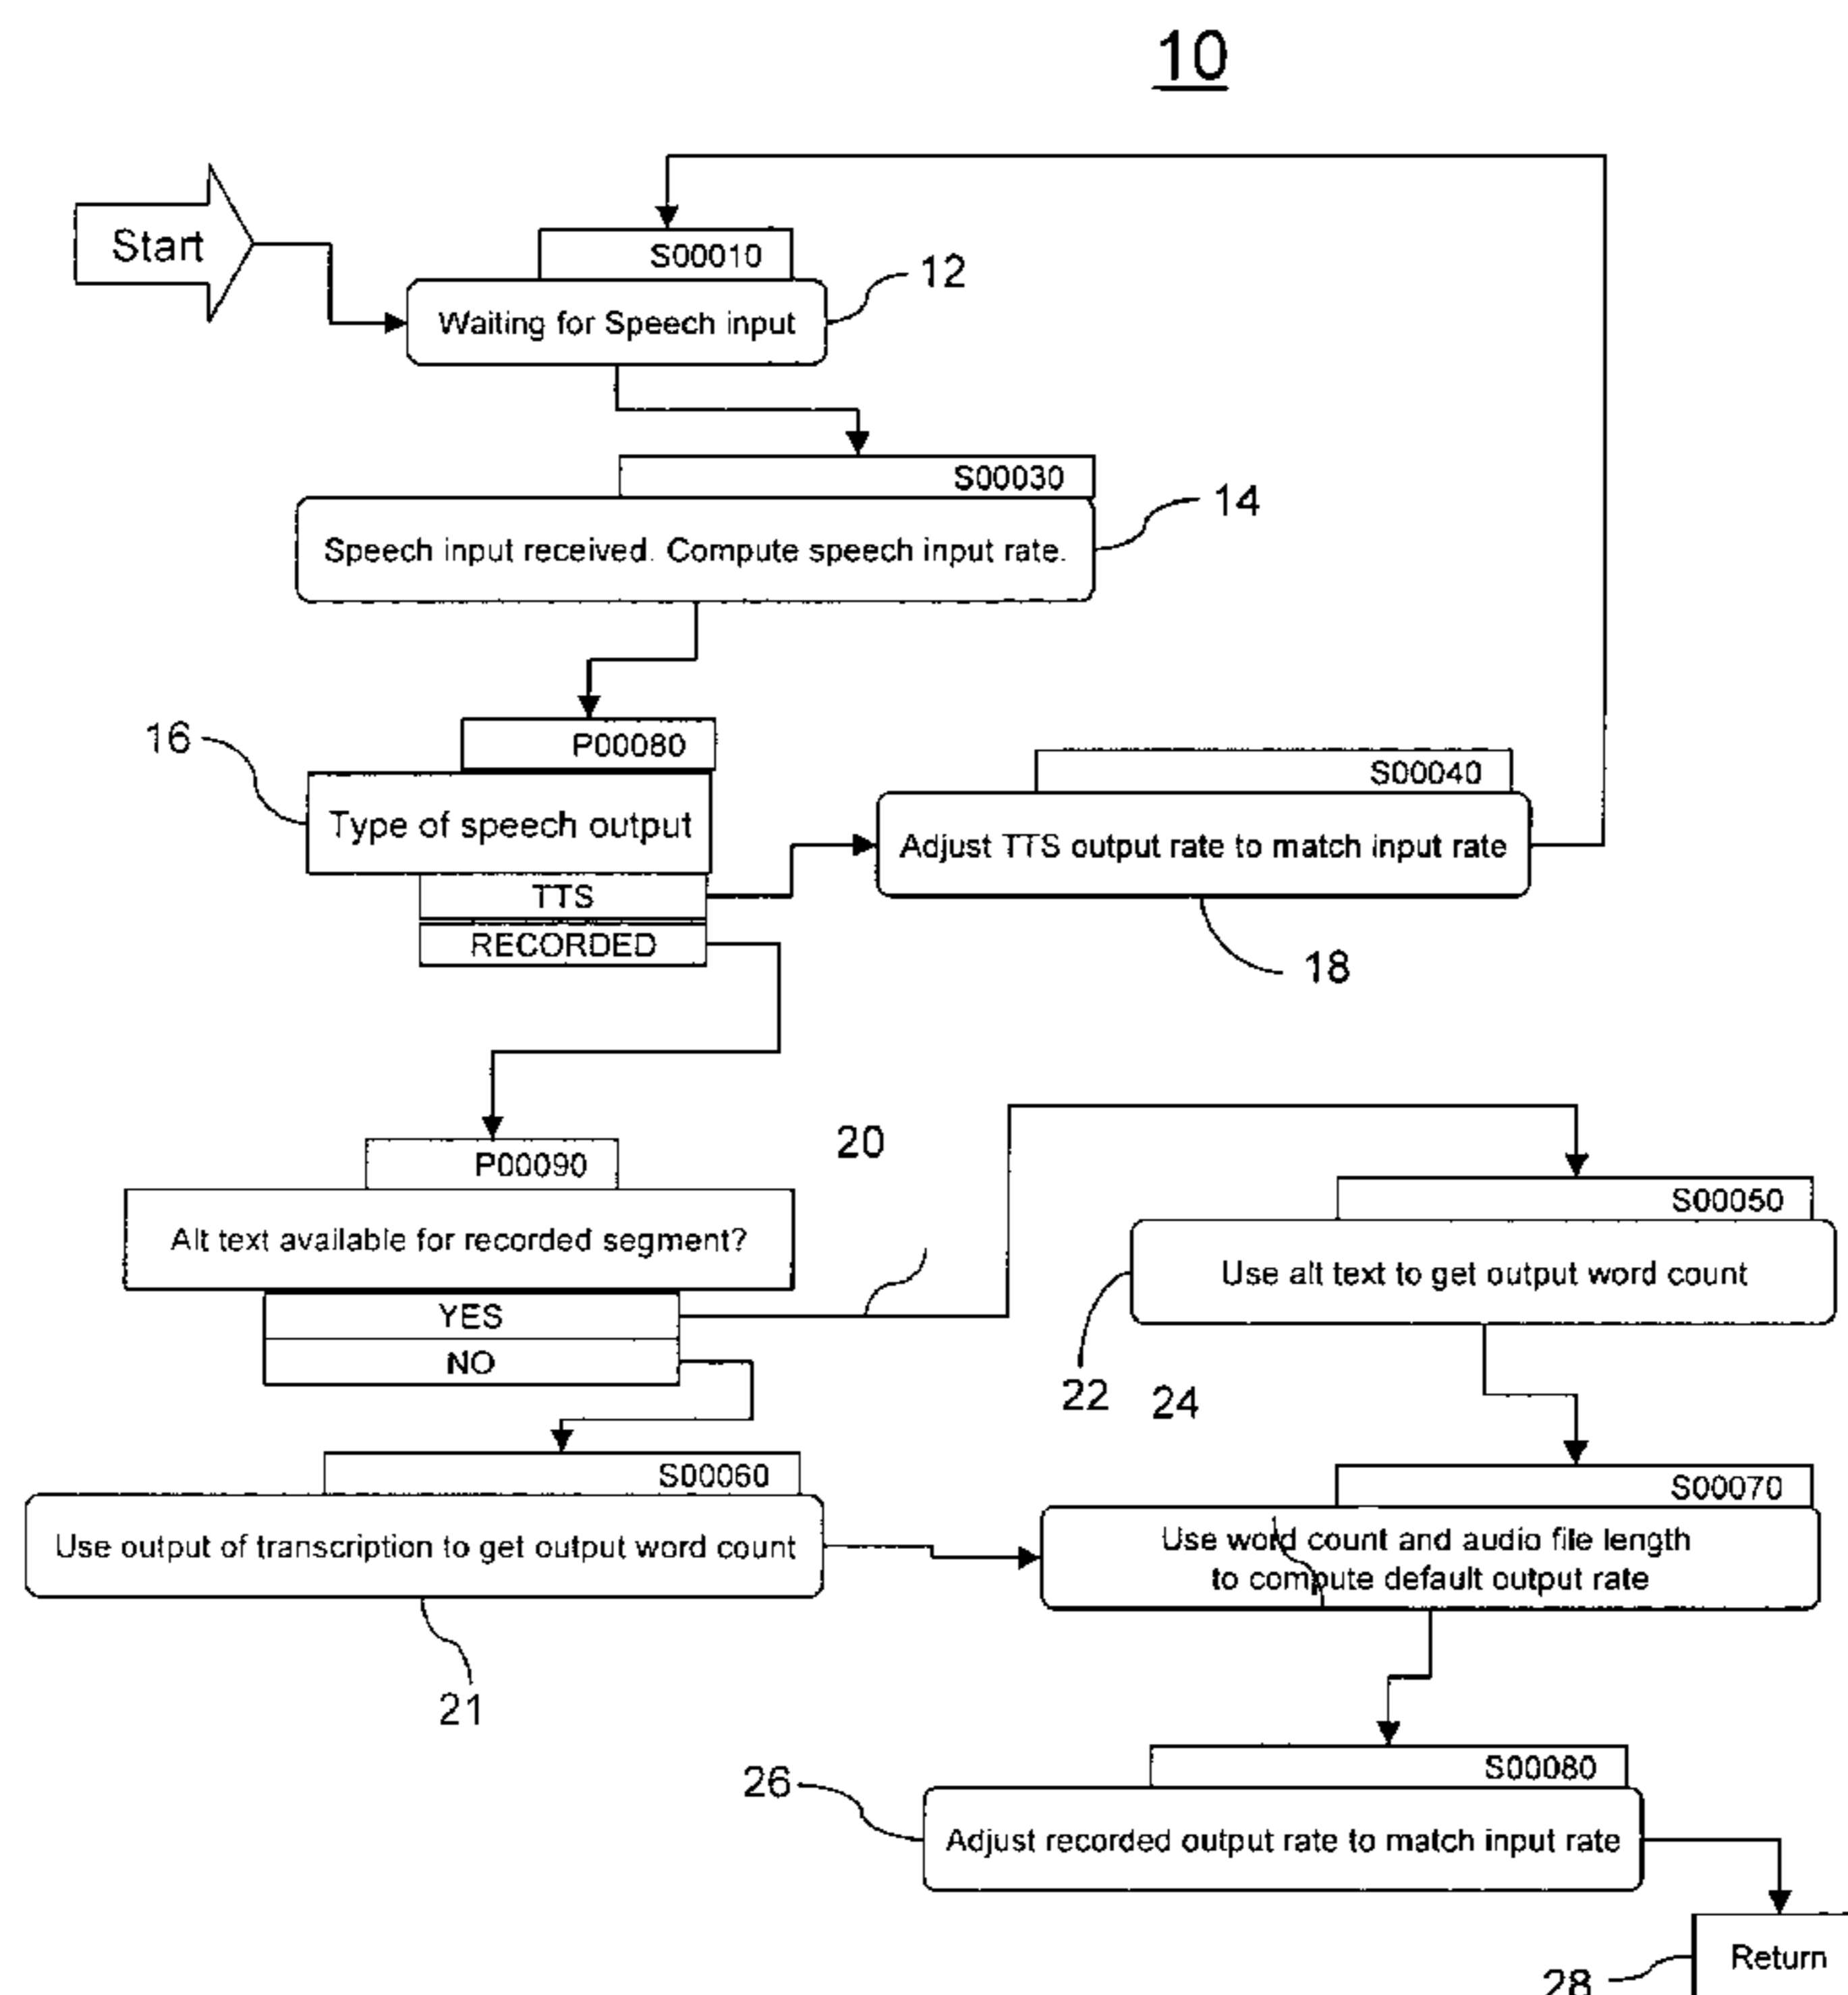 10
Start
S00010
Waiting for Speech input
12
S00030
Speech input received. Compute speech input rate.
14
16
P00080
Type of speech output
TTS
RECORDED
S00040
Adjust TTS output rate to match input rate
18
P00090
Alt text available for recorded segment?
YES
NO
20
S00050
Use alt text to get output word count
22
24
S00060
Use output of transcription to get output word count
21
S00070
Use word count and audio file length
to compute default output rate
26
S00080
Adjust recorded output rate to match input rate
28
Return